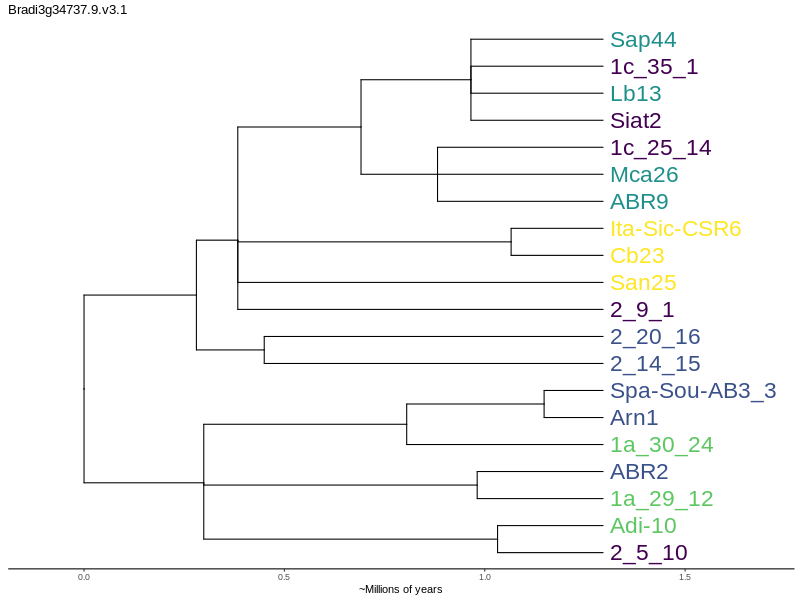 Bradi3g34737.9.v3.1
Sap44
1c_35_1
Lb13
Siat2
1c_25_14
Mca26
ABR9
Ita-Sic-CSR6
Cb23
San25
2_9_1
2_20_16
2_14_15
Spa-Sou-AB3_3
Arn1
1a_30_24
ABR2
1a_29_12
Adi-10
2_5_10
0.0 0.5 1.0 1.5
~Millions of years